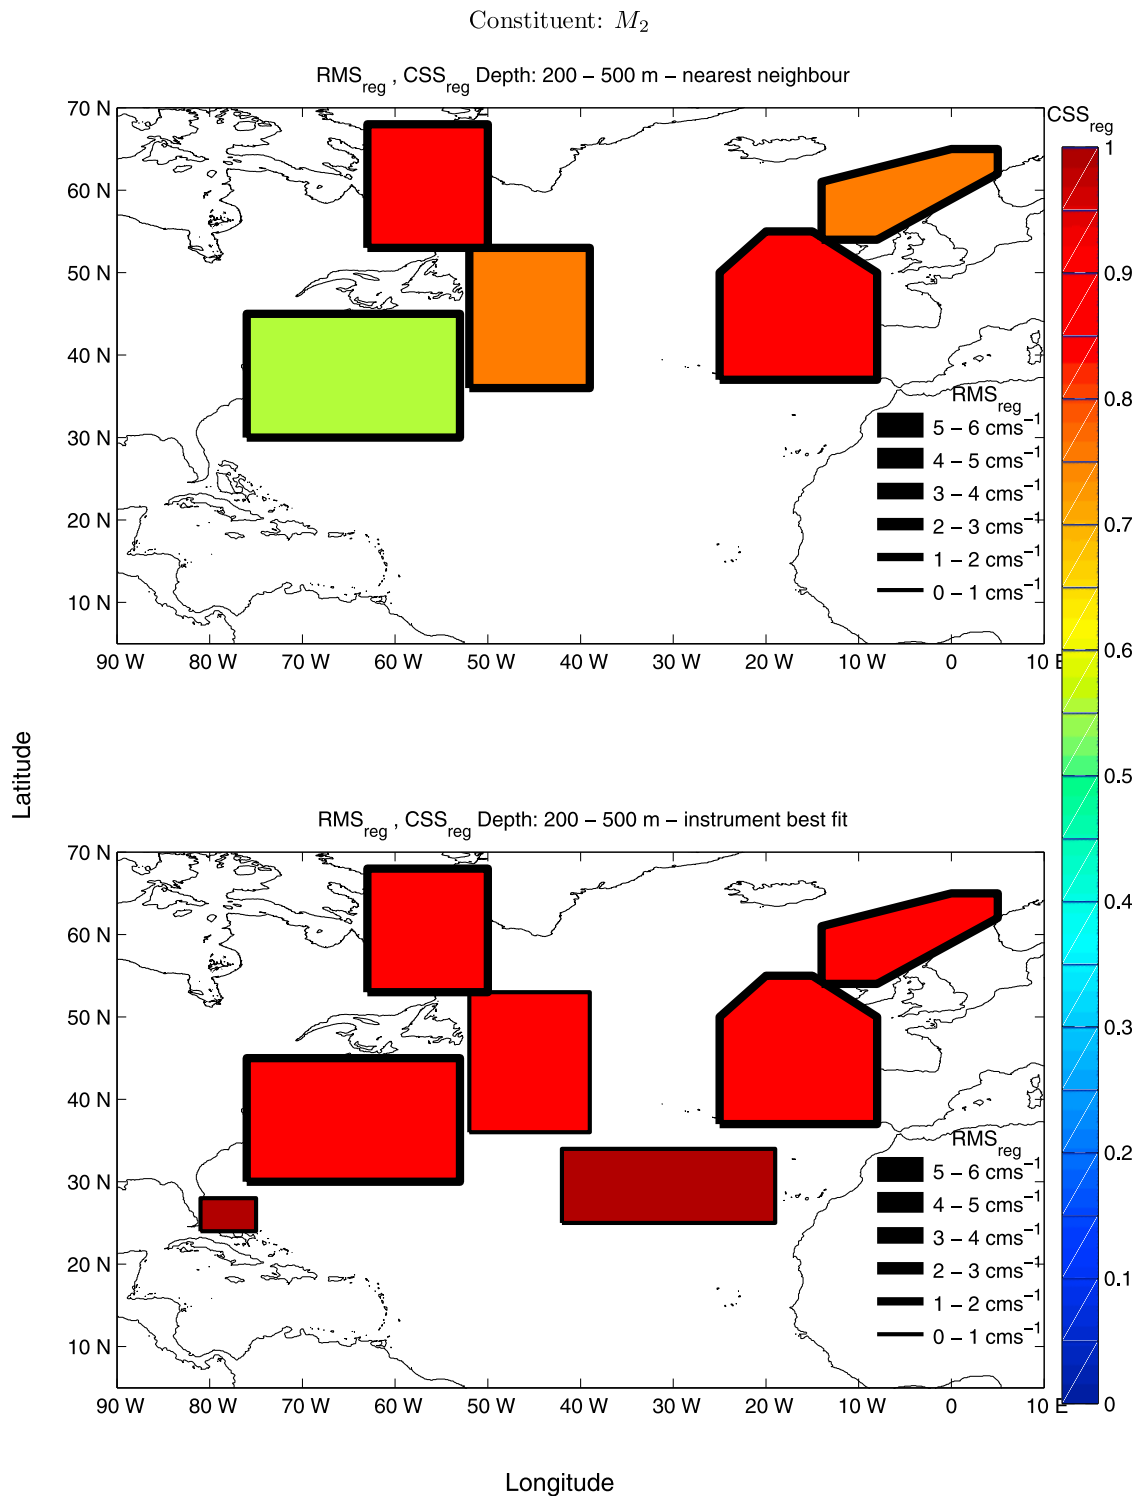 Constituent: M2
RMSreg , CSSreg Depth: 200 – 500 m – nearest neighbour
CSSreg
70 N
60 N
50 N
40 N
30 N
20 N
10 N
90 W 80 W 70 W 60 W 50 W 40 W 30 W 20 W 10 W 0 10 E
RMSreg
5 – 6 cms−1
4 – 5 cms−1
3 – 4 cms−1
2 – 3 cms−1
1 – 2 cms−1
0 – 1 cms−1
1
0.9
0.8
0.7
0.6
0.5
0.4
0.3
0.2
0.1
0
Latitude
RMSreg , CSSreg Depth: 200 – 500 m – instrument best fit
70 N
60 N
50 N
40 N
30 N
20 N
10 N
90 W 80 W 70 W 60 W 50 W 40 W 30 W 20 W 10 W 0 10 E
RMSreg
5 – 6 cms−1
4 – 5 cms−1
3 – 4 cms−1
2 – 3 cms−1
1 – 2 cms−1
0 – 1 cms−1
Longitude